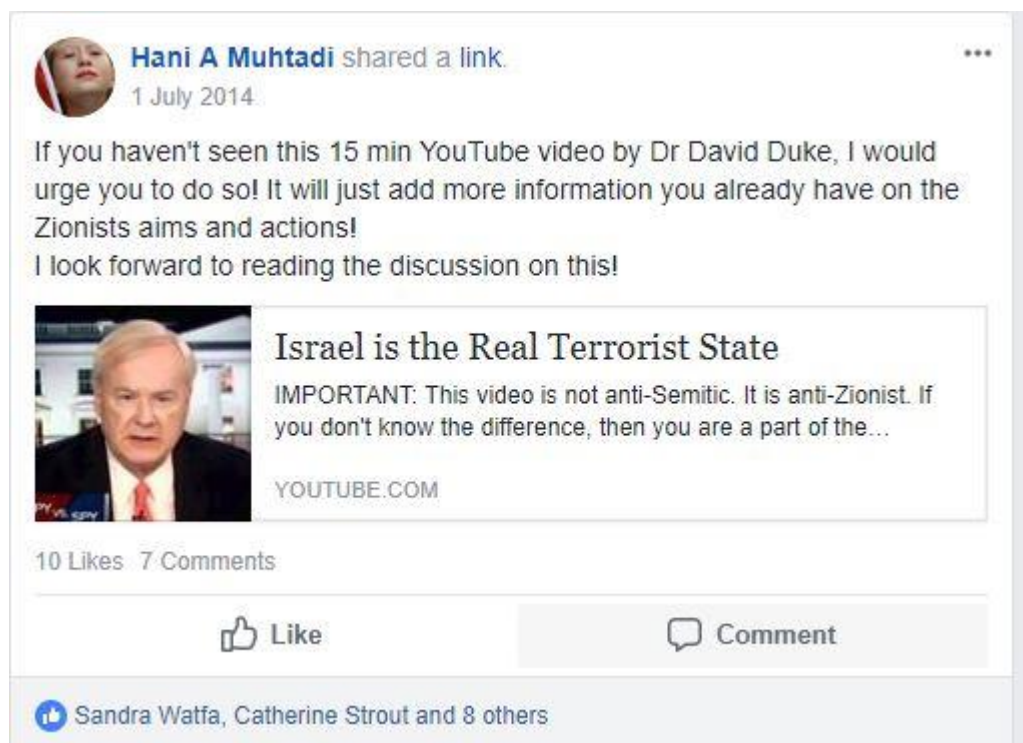 Hani A Muhtadi shared a link.
1 July 2014
If you haven't seen this 15 min YouTube video by Dr David Duke, I would
urge you to do so! It will just add more information you already have on the
Zionists aims and actions!
I look forward to reading the discussion on this!
Israel is the Real Terrorist State
IMPORTANT: This video is not anti-Semitic. It is anti-Zionist. If
you don't know the difference, then you are a part of the...
VS. SPY
YOUTUBE.COM
10 Likes 7 Comments
Like Comment
Sandra Watfa, Catherine Strout and 8 others